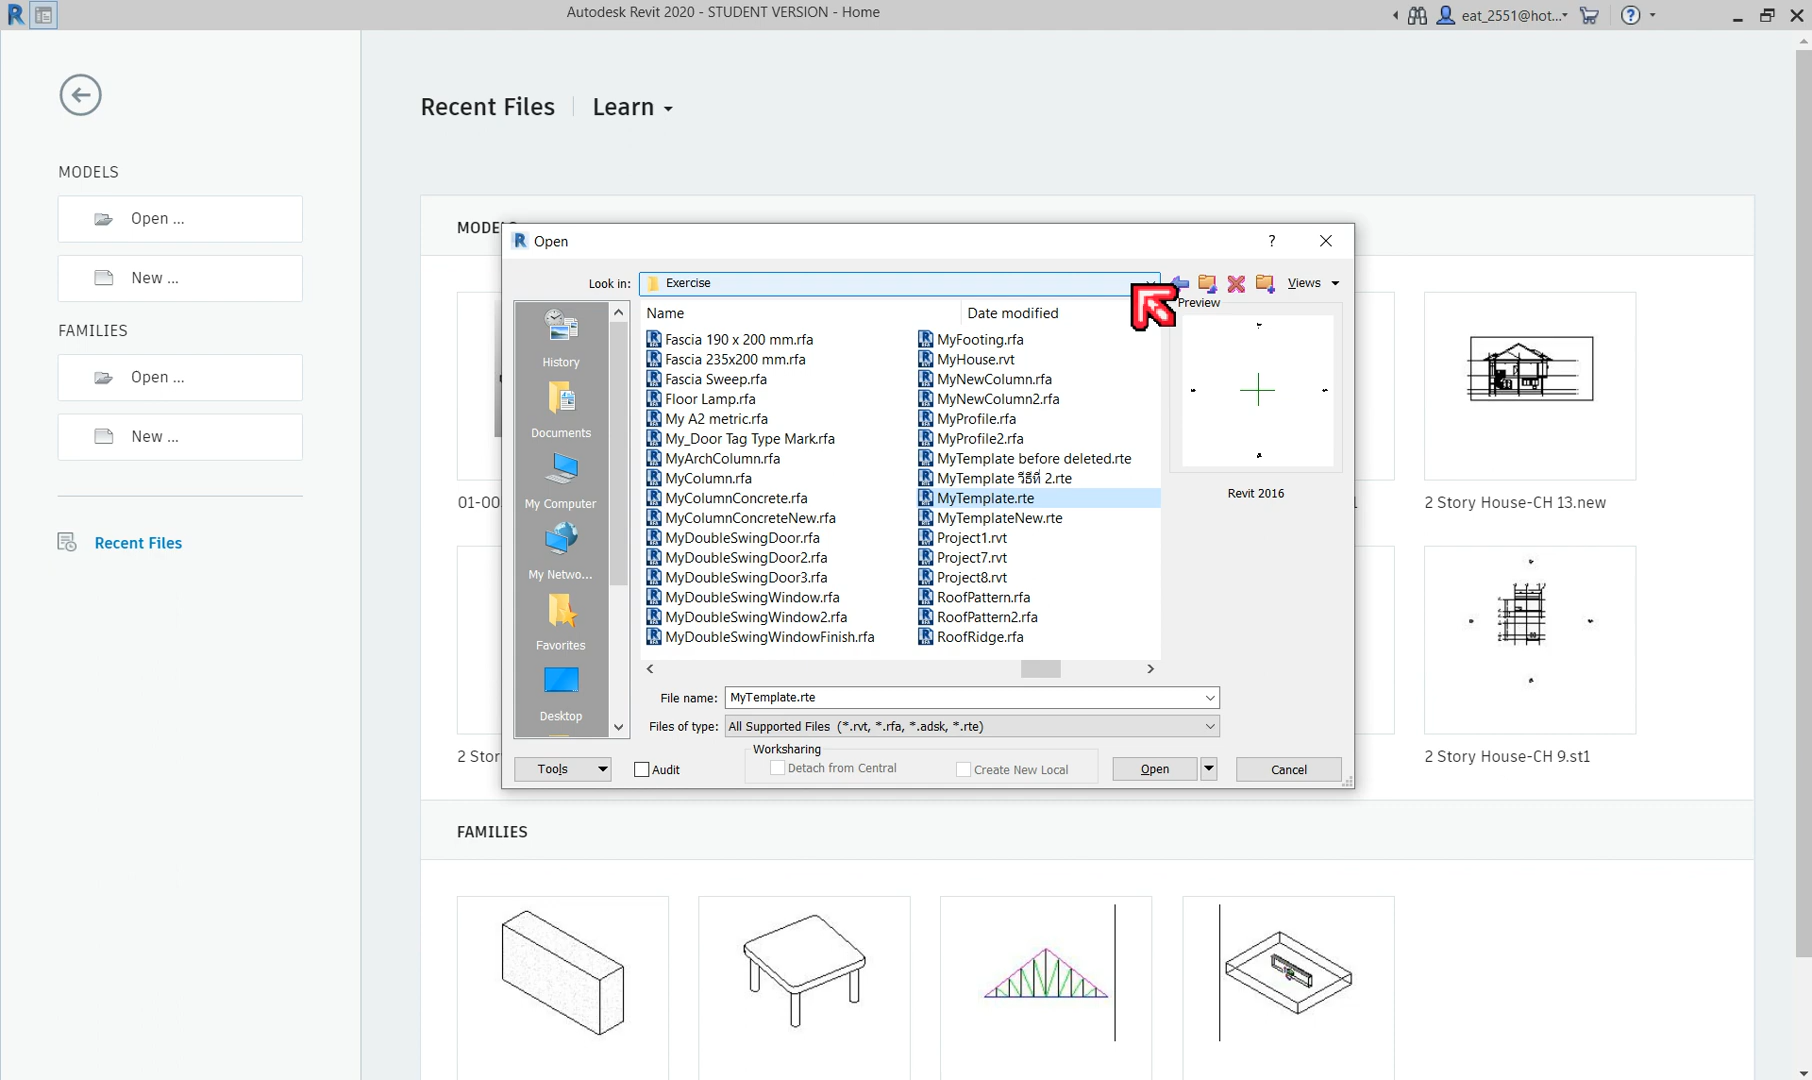 Autodesk Revit 2020 - STUDENT VERSION - Home
eat_2551@hot...
Recent Files
Learn
MODELS
Open ...
New ...
FAMILIES
Open ...
New ...
Recent Files
Open
Look in:
Exercise
Views
Name
Date modified
Preview
History
Documents
My Computer
My Netwo...
Favorites
Desktop
Fascia 190 x 200 mm.rfa
Fascia 235x200 mm.rfa
Fascia Sweep.rfa
Floor Lamp.rfa
My A2 metric.rfa
My_Door Tag Type Mark.rfa
MyArchColumn.rfa
MyColumn.rfa
MyColumnConcrete.rfa
MyColumnConcreteNew.rfa
MyDoubleSwingDoor.rfa
MyDoubleSwingDoor2.rfa
MyDoubleSwingDoor3.rfa
MyDoubleSwingWindow.rfa
MyDoubleSwingWindow2.rfa
MyDoubleSwingWindowFinish.rfa
MyFooting.rfa
MyHouse.rvt
MyNewColumn.rfa
MyNewColumn2.rfa
MyProfile.rfa
MyProfile2.rfa
MyTemplate before deleted.rte
MyTemplate วิธีที่ 2.rte
MyTemplate.rte
MyTemplateNew.rte
Project1.rvt
Project7.rvt
Project8.rvt
RoofPattern.rfa
RoofPattern2.rfa
RoofRidge.rfa
Revit 2016
File name:
MyTemplate.rte
Files of type:
All Supported Files (*.rvt, *.rfa, *.adsk, *.rte)
Worksharing
Tools
Audit
Detach from Central
Create New Local
Open
Cancel
01-00
2 Story House-CH 13.new
2 Stor
2 Story House-CH 9.st1
FAMILIES